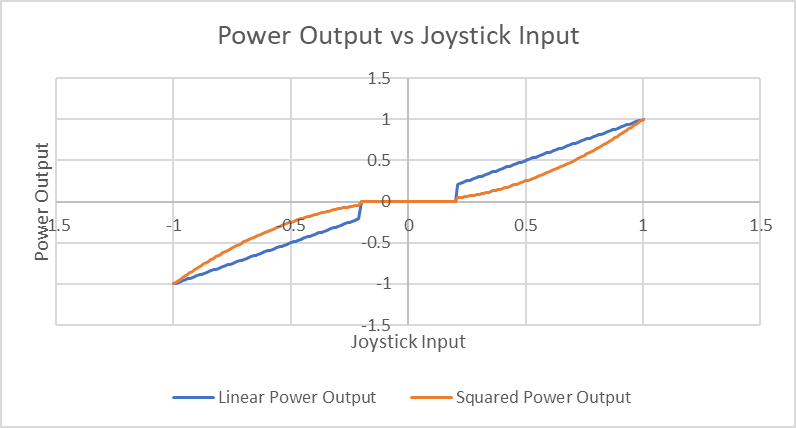 Power Output vs Joystick Input
1.5
1
0.5
0
-1.5 -1 -0.5 0 0.5 1 1.5
-0.5
-1
-1.5
Power Output
Joystick Input
Linear Power Output Squared Power Output